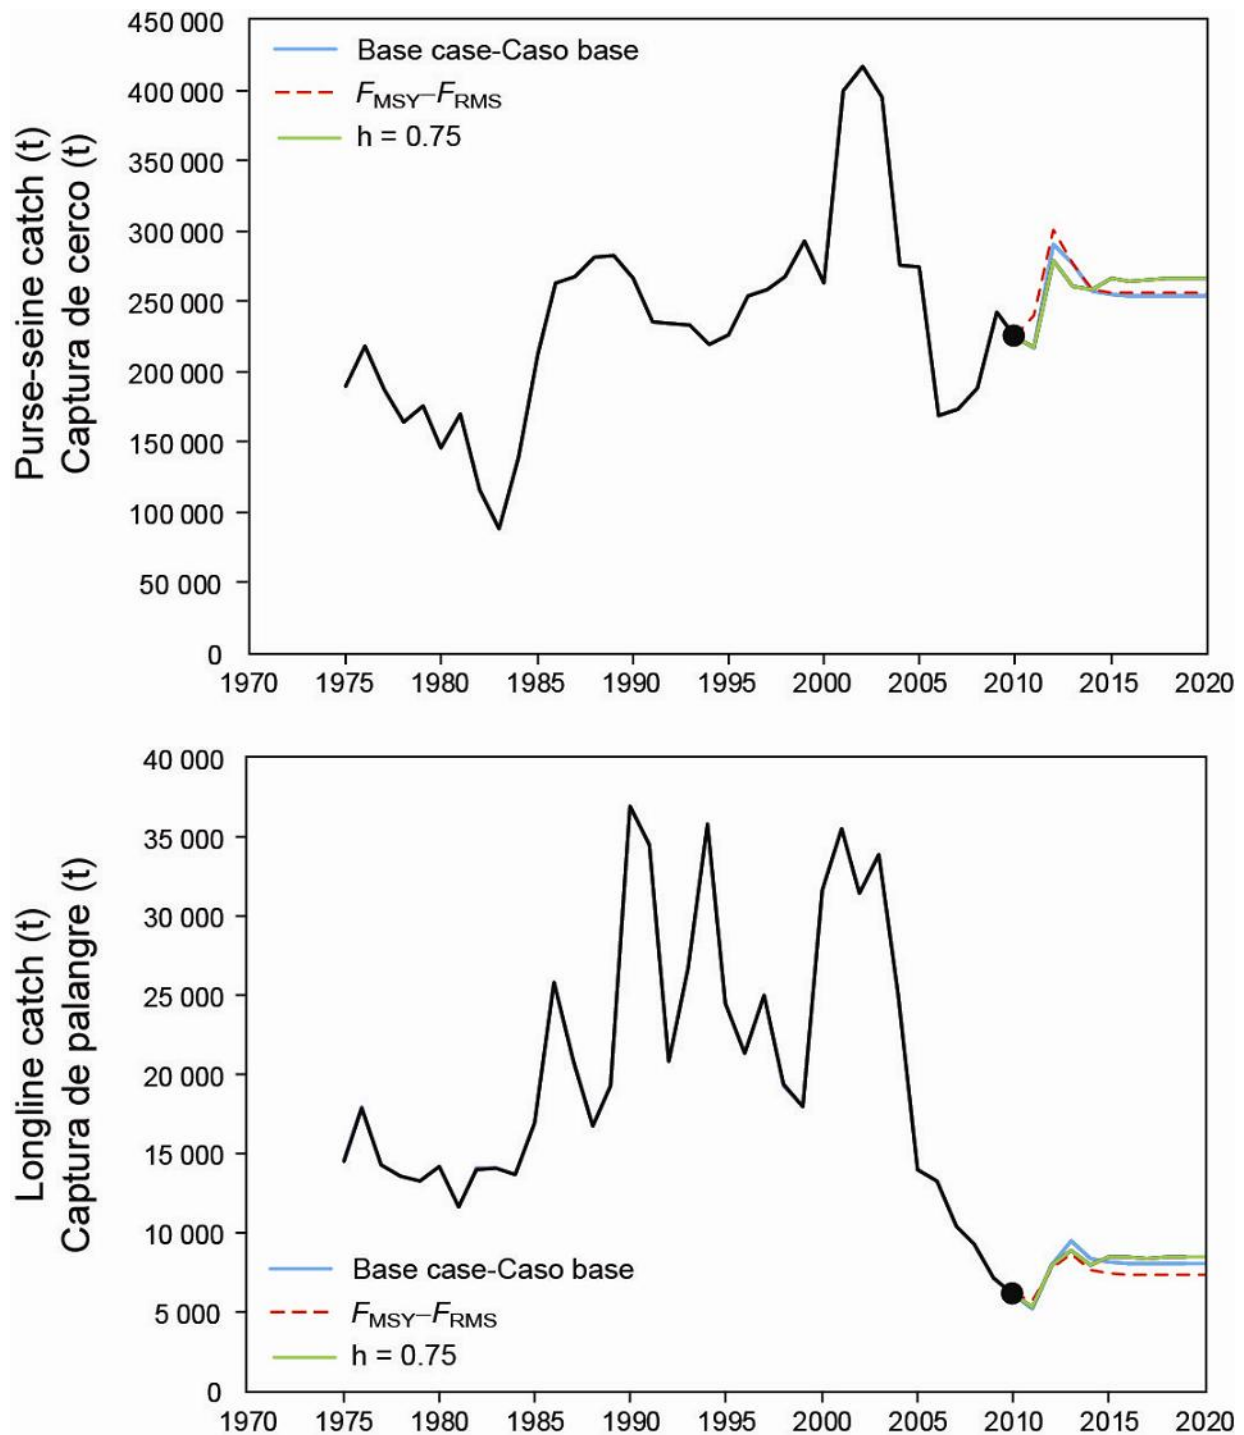 Purse-seine catch (t)
Captura de cerco (t)
450 000
400 000
350 000
300 000
250 000
200 000
150 000
100 000
50 000
0
Base case-Caso base
FMSY–FRMS
h = 0.75
1970 1975 1980 1985 1990 1995 2000 2005 2010 2015 2020
Longline catch (t)
Captura de palangre (t)
40 000
35 000
30 000
25 000
20 000
15 000
10 000
5 000
0
Base case-Caso base
FMSY–FRMS
h = 0.75
1970 1975 1980 1985 1990 1995 2000 2005 2010 2015 2020